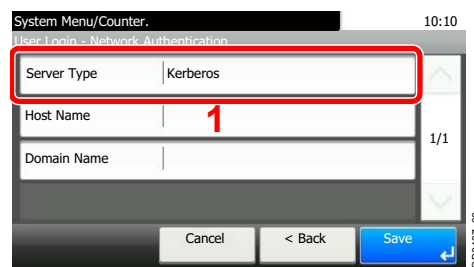 System Menu/Counter. 10:10
User Login - Network Authentication
Server Type Kerberos
Host Name 1
1/1
Domain Name
Cancel < Back Save